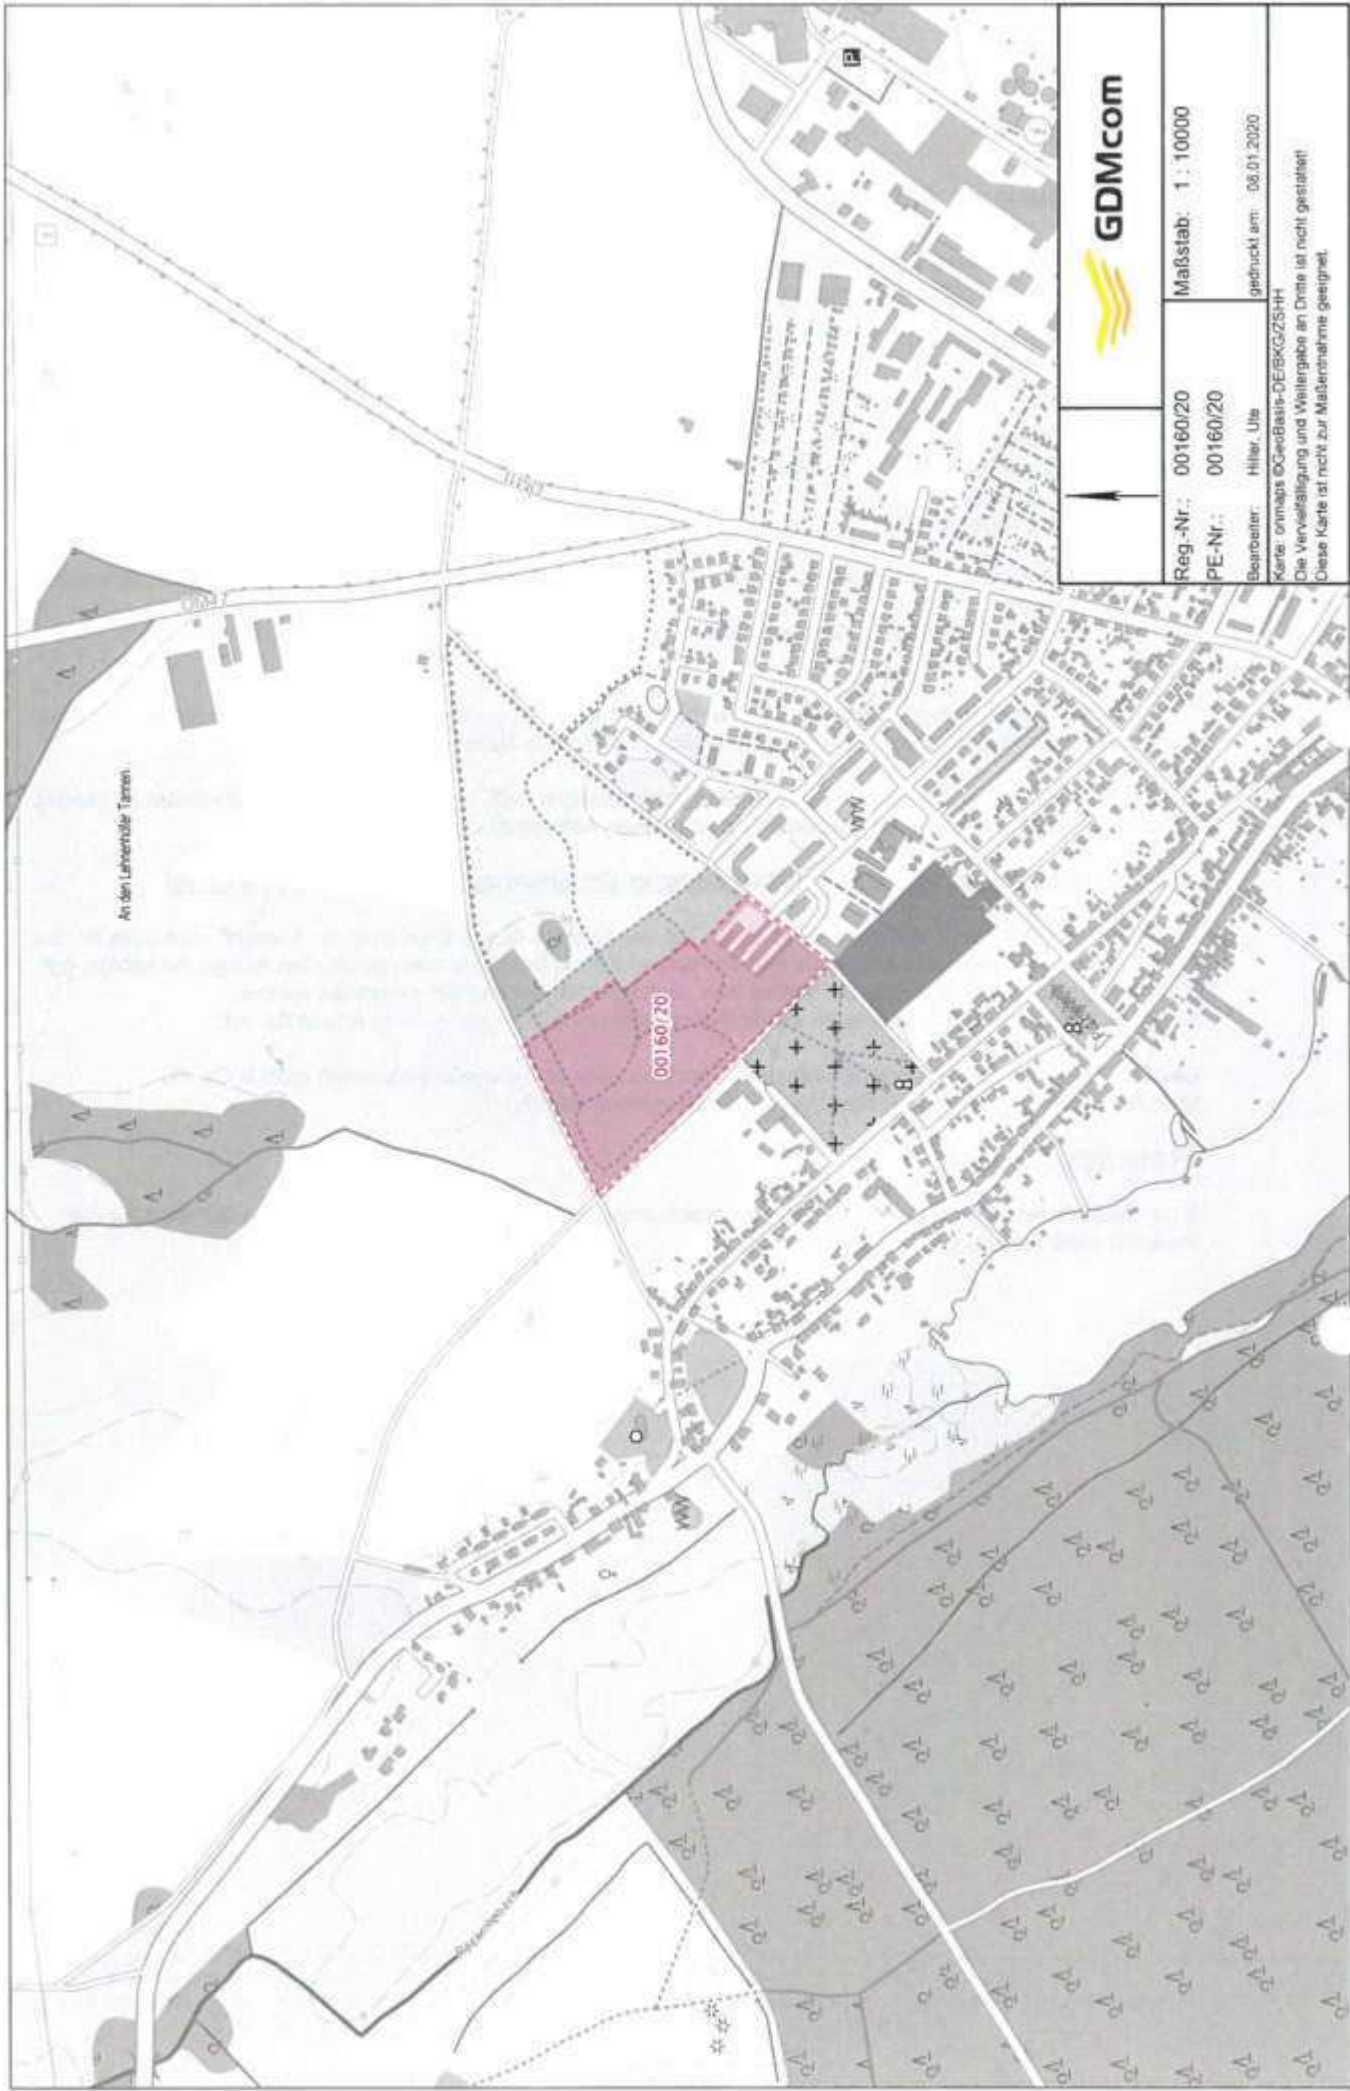 An den Lehnenhöfer Tannen
00160/20
P
GDMcom
Reg.-Nr.: 00160/20
Maßstab: 1 : 10000
PE-Nr.: 00160/20
Bearbeiter: Hiller, Ute
gedruckt am: 08.01.2020
Karte: onmaps ©GeoBasis-DE/BKG/ZSHH
Die Vervielfältigung und Weitergabe an Dritte ist nicht gestattet!
Diese Karte ist nicht zur Maßentnahme geeignet.